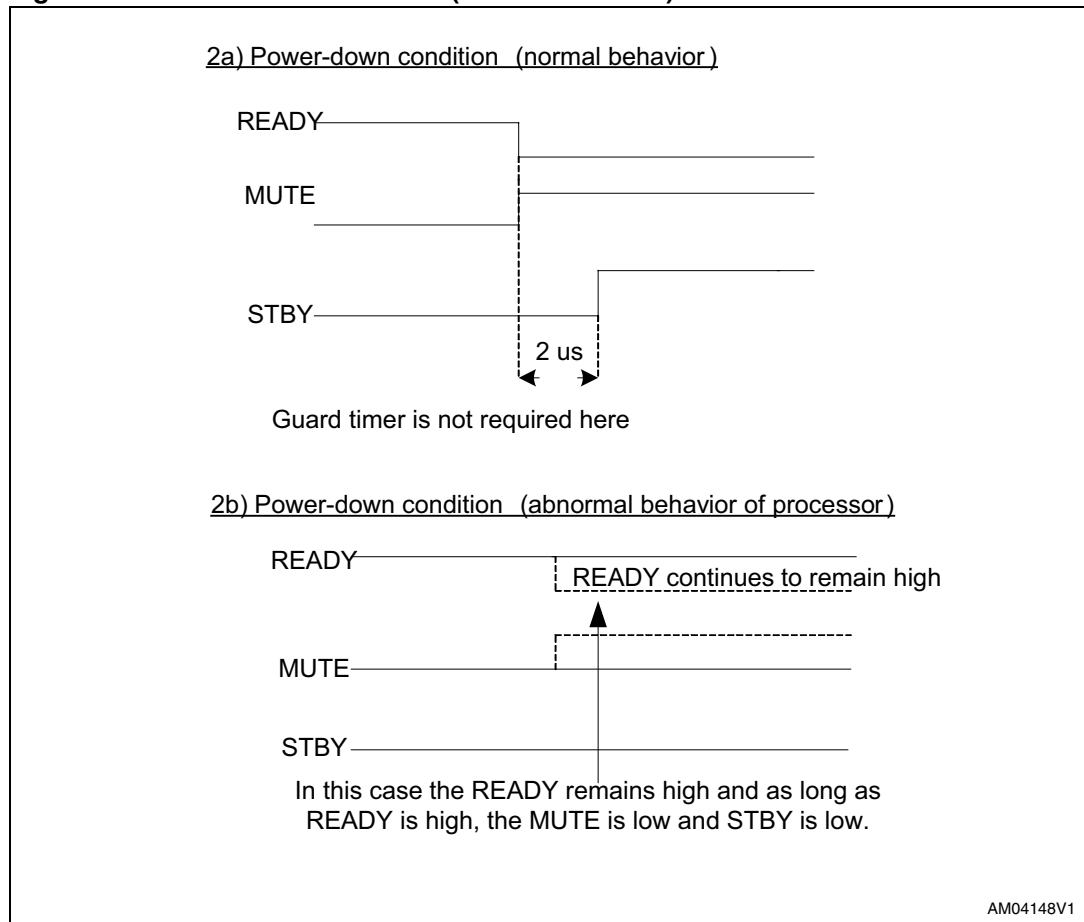 2a) Power-down condition (normal behavior)
READY
MUTE
STBY
2 us
Guard timer is not required here
2b) Power-down condition (abnormal behavior of processor)
READY
READY continues to remain high
MUTE
STBY
In this case the READY remains high and as long as
READY is high, the MUTE is low and STBY is low.
AM04148V1